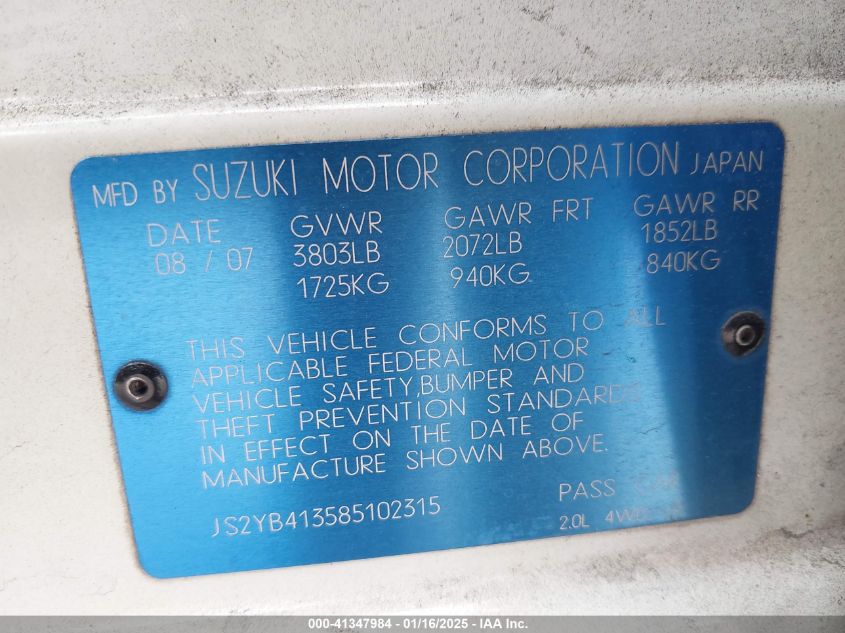 MFD BY SUZUKI MOTOR CORPORATION JAPAN
DATE GVWR GAWR FRT GAWR RR
08 / 07 3803LB 2072LB 1852LB
1725KG 940KG 840KG
THIS VEHICLE CONFORMS TO ALL
APPLICABLE FEDERAL MOTOR
VEHICLE SAFETY,BUMPER AND
THEFT PREVENTION STANDARDS
IN EFFECT ON THE DATE OF
MANUFACTURE SHOWN ABOVE.
PASS
JS2YB413585102315 2.0L
000-41347984 - 01/16/2025 - IAA Inc.